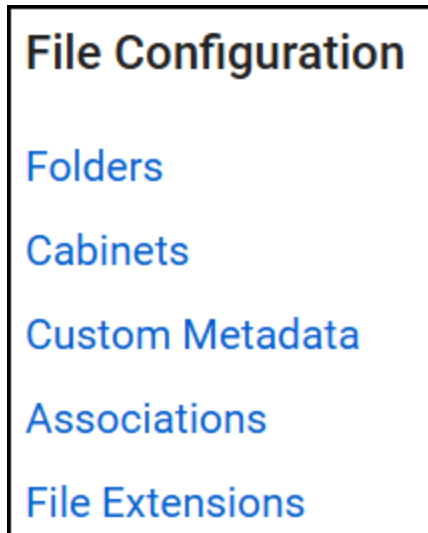 File Configuration
Folders
Cabinets
Custom Metadata
Associations
File Extensions